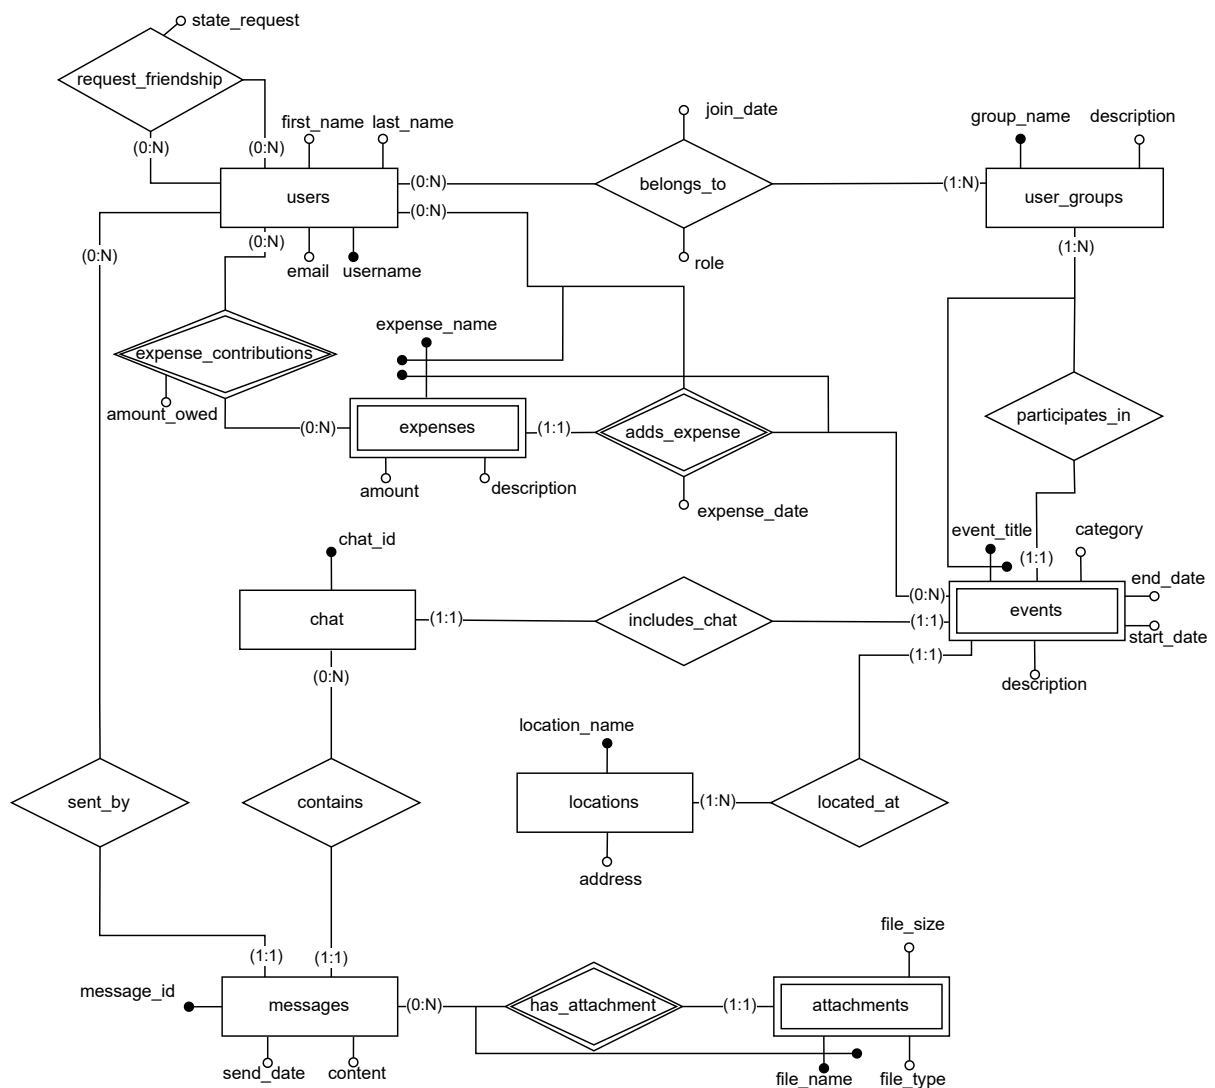 state_request
request_friendship
(0:N)
(0:N)
first_name
last_name
users
(0:N)
(0:N)
(0:N)
(0:N)
email
username
join_date
belongs_to
role
(1:N)
group_name
description
user_groups
(1:N)
expense_contributions
amount_owed
(0:N)
expense_name
expenses
(1:1)
amount
description
adds_expense
expense_date
participates_in
event_title
category
(1:1)
(0:N)
(1:1)
(1:1)
events
end_date
start_date
description
chat_id
chat
(1:1)
includes_chat
(0:N)
location_name
locations
(1:N)
located_at
address
sent_by
contains
(1:1)
(1:1)
message_id
messages
(0:N)
send_date
content
has_attachment
(1:1)
file_size
attachments
file_name
file_type